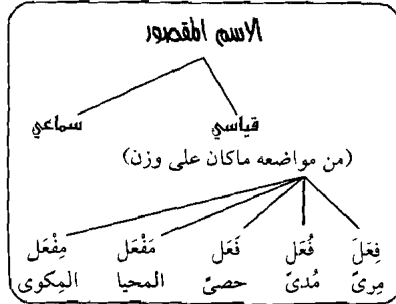 الاسم المقصور
قياسي سماعي
(من مواضعه ماكان على وزن)
فِعَلَ فُعَل فَعَل مَفْعَل مِفْعَل
مِرىً مُدىً حصىً المحيا المِكوى